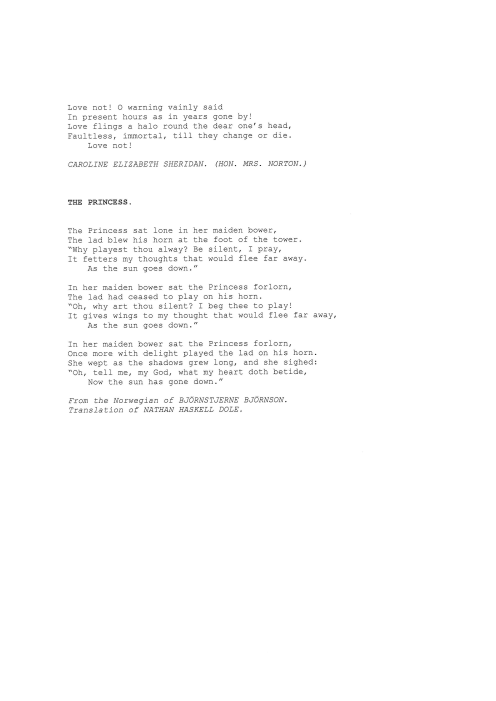 Love not! O warning vainly said
In present hours as in years gone by!
Love flings a halo round the dear one's head,
Faultless, immortal, till they change or die.
Love not!
CAROLINE ELIZABETH SHERIDAN. (HON. MRS. NORTON.)
THE PRINCESS.
The Princess sat lone in her maiden bower,
The lad blew his horn at the foot of the tower.
"Why playest thou alway? Be silent, I pray,
It fetters my thoughts that would flee far away.
As the sun goes down."
In her maiden bower sat the Princess forlorn,
The lad had ceased to play on his horn.
"Oh, why art thou silent? I beg thee to play!
It gives wings to my thought that would flee far away,
As the sun goes down."
In her maiden bower sat the Princess forlorn,
Once more with delight played the lad on his horn.
She wept as the shadows grew long, and she sighed:
"Oh, tell me, my God, what my heart doth betide,
Now the sun has gone down."
From the Norwegian of BJÖRNSTJERNE BJÖRNSON.
Translation of NATHAN HASKELL DOLE.